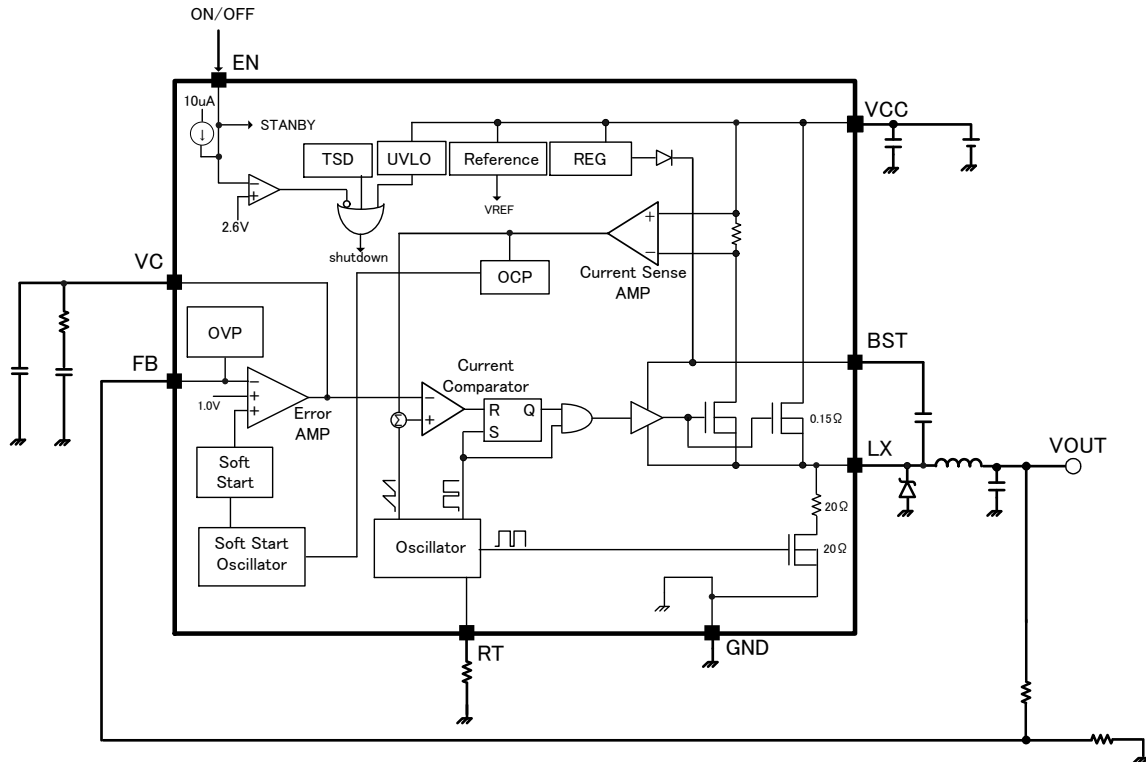 ON/OFF
EN
10uA
STANBY
VCC
TSD
UVLO
Reference
REG
2.6V
VREF
shutdown
Current Sense
AMP
OCP
VC
OVP
FB
BST
Current
Comparator
1.0V
Error
AMP
R
Q
S
Σ
0.15Ω
LX
VOUT
Soft
Start
20Ω
Soft Start
Oscillator
Oscillator
20Ω
RT
GND